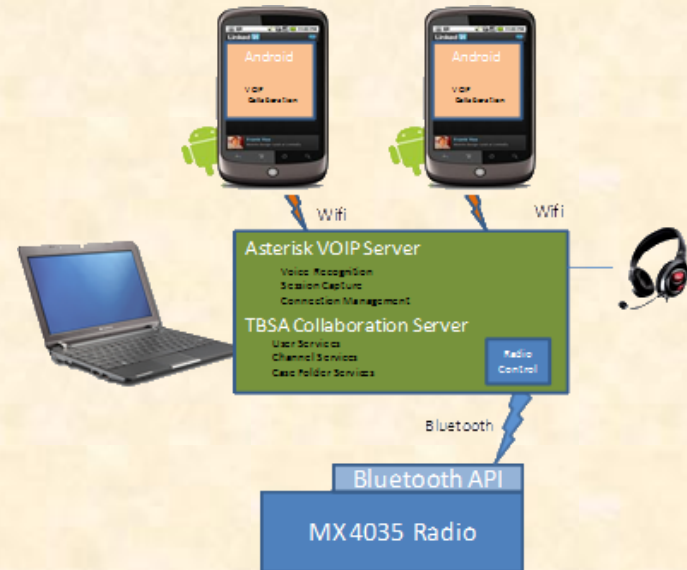 Android
VOIP
Collaboration
Android
VOIP
Collaboration
Wifi
Wifi
Asterisk VOIP Server
Voice Recognition
Session Capture
Connection Management
TBSA Collaboration Server
User Services
Channel Services
Case Folder Services
Radio
Control
Bluetooth
Bluetooth API
MX4035 Radio